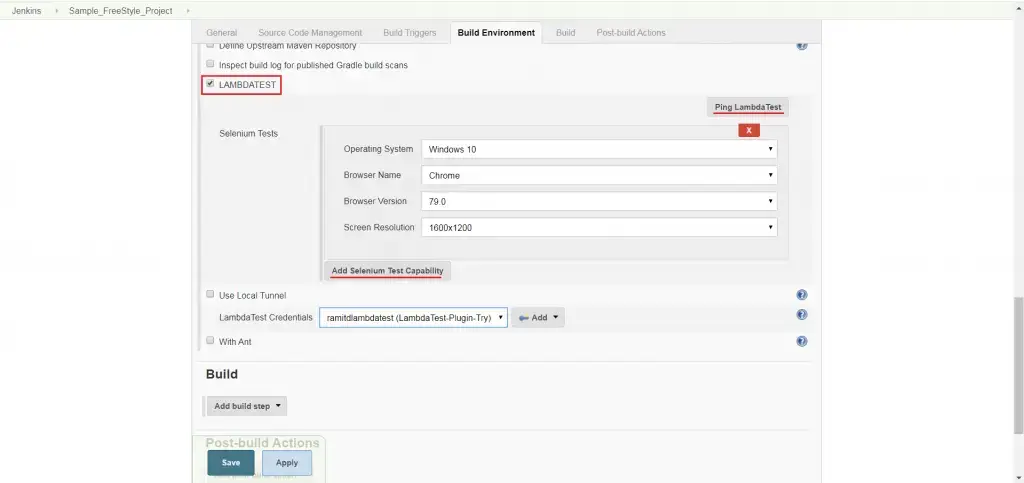 Jenkins Sample_FreeStyle_Project
General Source Code Management Build Triggers Build Environment Build Post-build Actions
Define Upstream Maven Repository
Inspect build log for published Gradle build scans
LAMBDATEST
Ping LambdaTest
Selenium Tests
X
Operating System Windows 10
Browser Name Chrome
Browser Version 79.0
Screen Resolution 1600x1200
Add Selenium Test Capability
Use Local Tunnel
LambdaTest Credentials ramitdlambdatest (LambdaTest-Plugin-Try) Add
With Ant
Build
Add build step
Post-build Actions
Save Apply